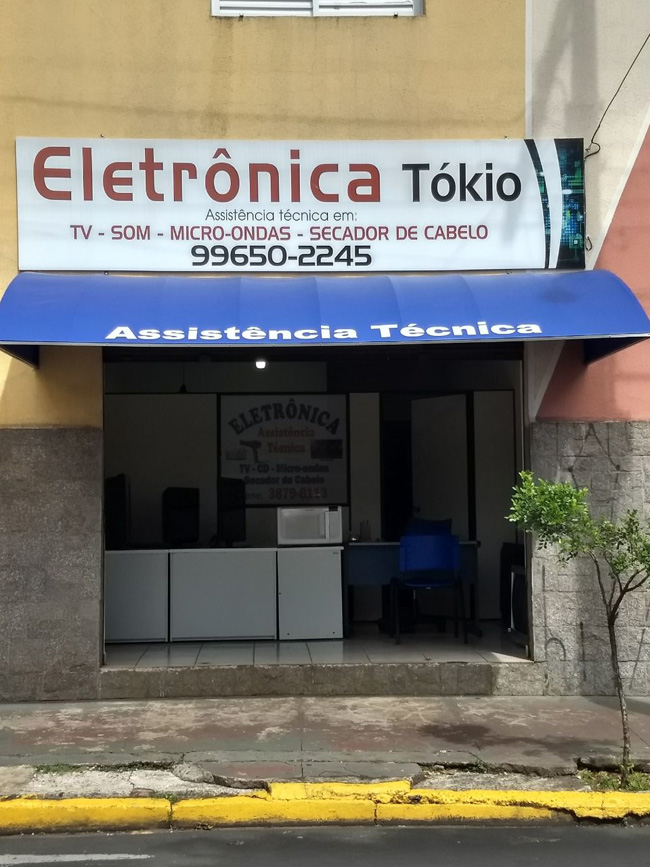 Eletrônica Tókio
Assistência técnica em:
TV - SOM - MICRO-ONDAS - SECADOR DE CABELO
99650-2245
Assistência Técnica
ELETRÔNICA
Assistência
Técnica
TV - CD - Micro-ondas
Secador de Cabelo